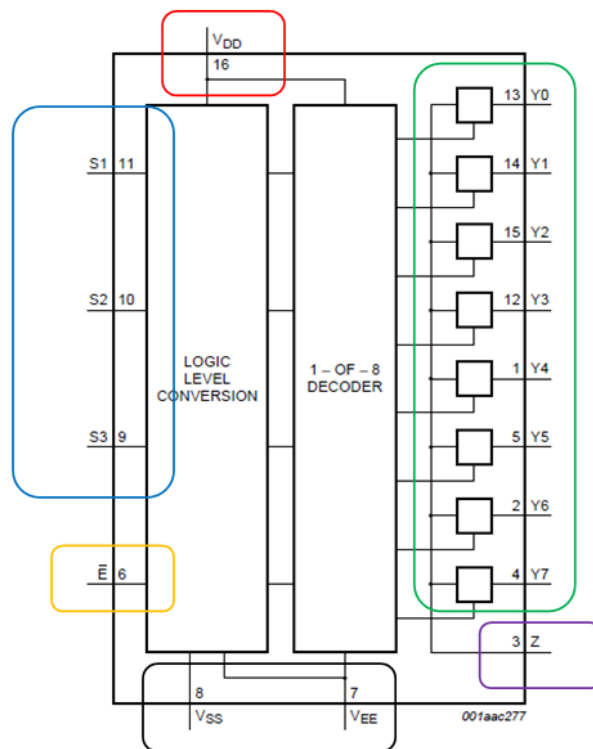 VDD
16
13 Y0
S1 11
14 Y1
15 Y2
S2 10
12 Y3
LOGIC
LEVEL
CONVERSION
1 – OF – 8
DECODER
1 Y4
S3 9
5 Y5
2 Y6
E̅ 6
4 Y7
3 Z
8
VSS
7
VEE
001aac277